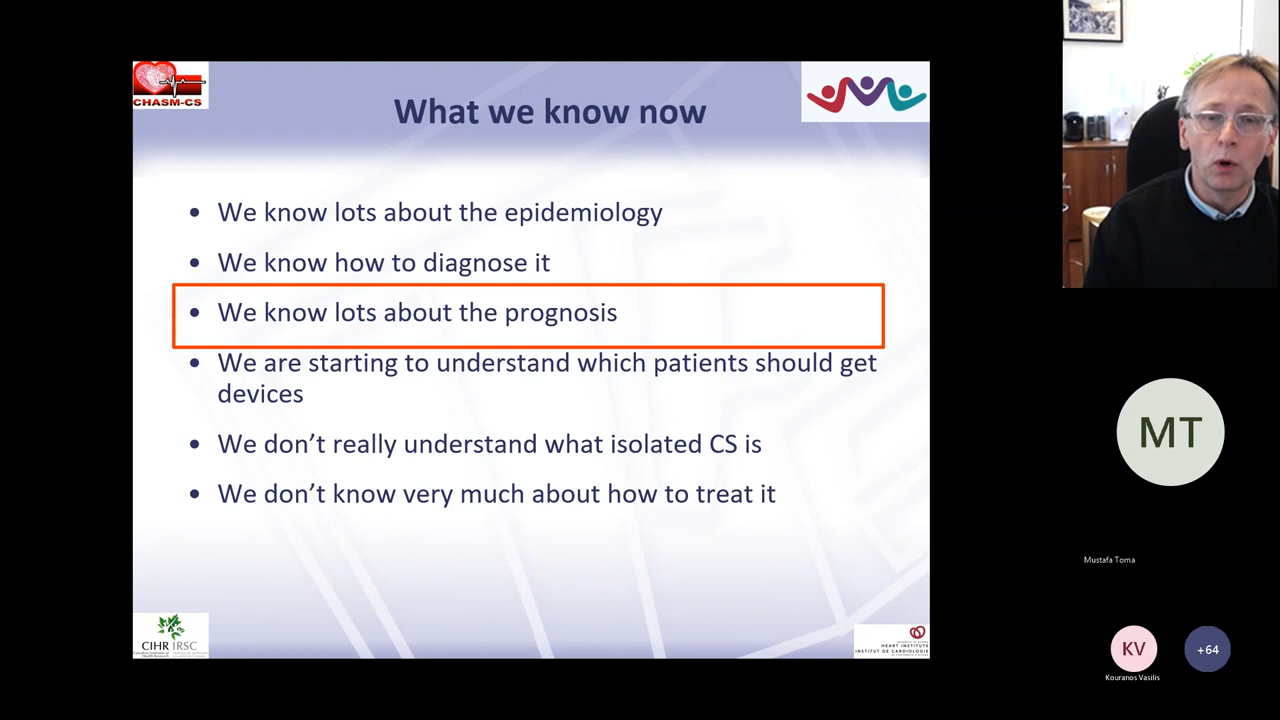 CHASM-CS
What we know now
• We know lots about the epidemiology
• We know how to diagnose it
• We know lots about the prognosis
• We are starting to understand which patients should get
devices
• We don't really understand what isolated CS is
• We don't know very much about how to treat it
CIHR IRSC
HEART INSTITUTE
INSTITUT DE CARDIOLOGIE
MT
Mustafa Toma
KV
+64
Kouranos Vasilis